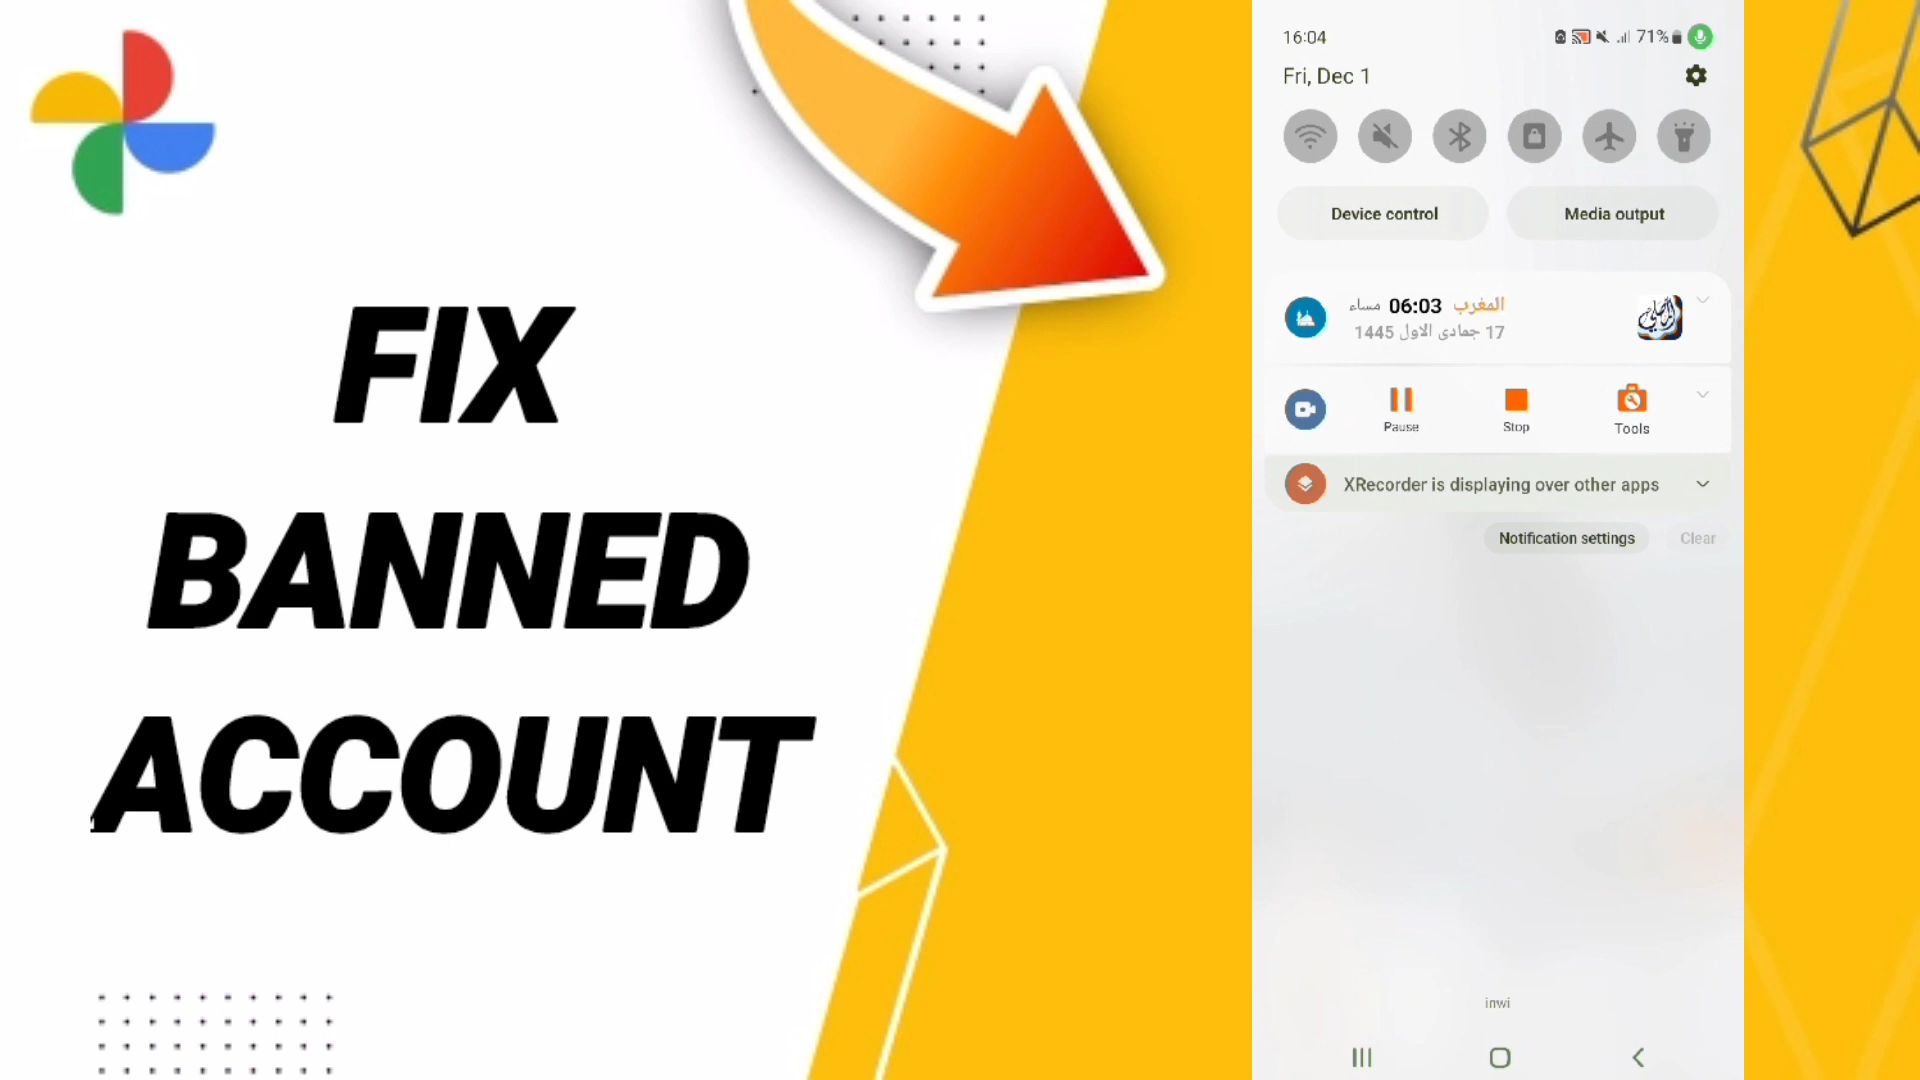 FIX
BANNED
ACCOUNT
16:04
71%
Fri, Dec 1
Device control
Media output
المغرب 06:03 مساء
17 جمادى الاول 1445
Pause
Stop
Tools
XRecorder is displaying over other apps
Notification settings
Clear
inwi